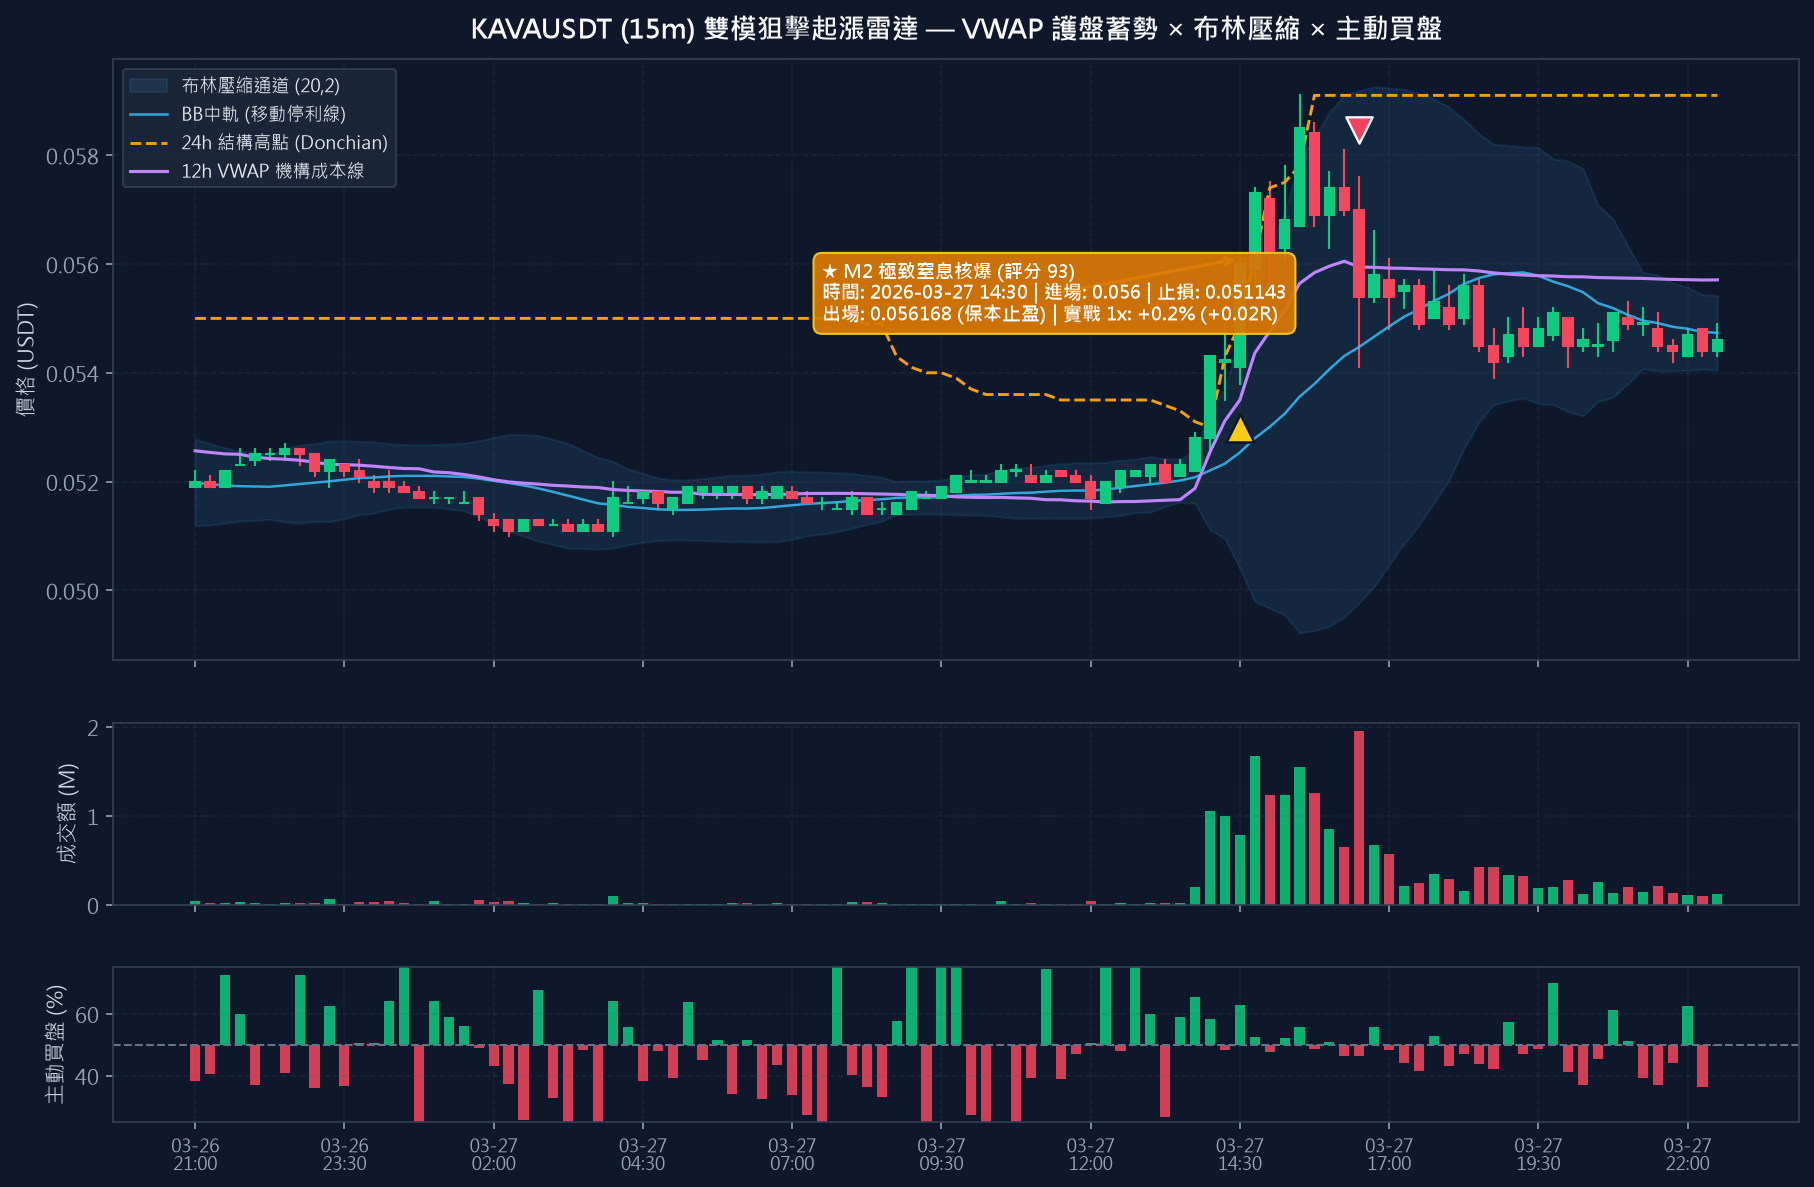 KAVAUSDT (15m) 雙模狙擊起漲雷達 — VWAP 護盤蓄勢 × 布林壓縮 × 主動買盤
布林壓縮通道 (20,2)
BB中軌 (移動停利線)
24h 結構高點 (Donchian)
12h VWAP 機構成本線
價格 (USDT)
0.058
0.056
0.054
0.052
0.050
★ M2 極致窒息核爆 (評分 93)
時間: 2026-03-27 14:30 | 進場: 0.056 | 止損: 0.051143
出場: 0.056168 (保本止盈) | 實戰 1x: +0.2% (+0.02R)
成交額 (M)
2
1
0
主動買盤 (%)
60
40
03-26 03-26 03-27 03-27 03-27 03-27 03-27 03-27 03-27 03-27 03-27
21:00 23:30 02:00 04:30 07:00 09:30 12:00 14:30 17:00 19:30 22:00